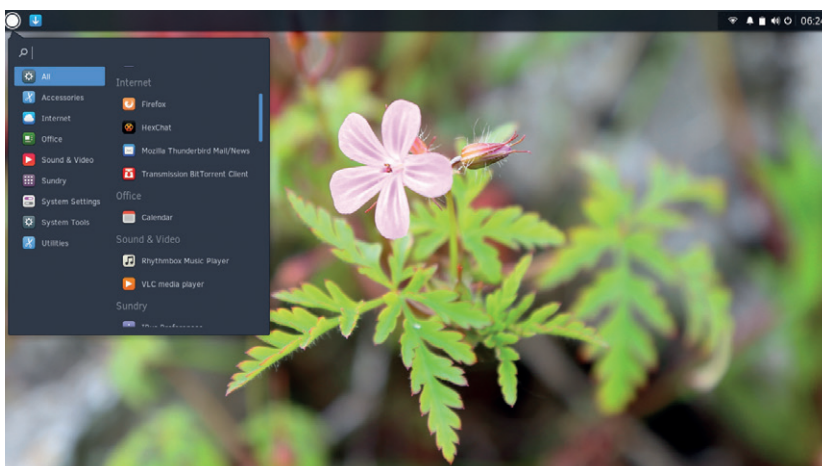 06:24
All
Accessories
Internet
Office
Sound & Video
Sundry
System Settings
System Tools
Utilities
Internet
Firefox
HexChat
Mozilla Thunderbird Mail/News
Transmission BitTorrent Client
Office
Calendar
Sound & Video
Rhythmbox Music Player
VLC media player
Sundry